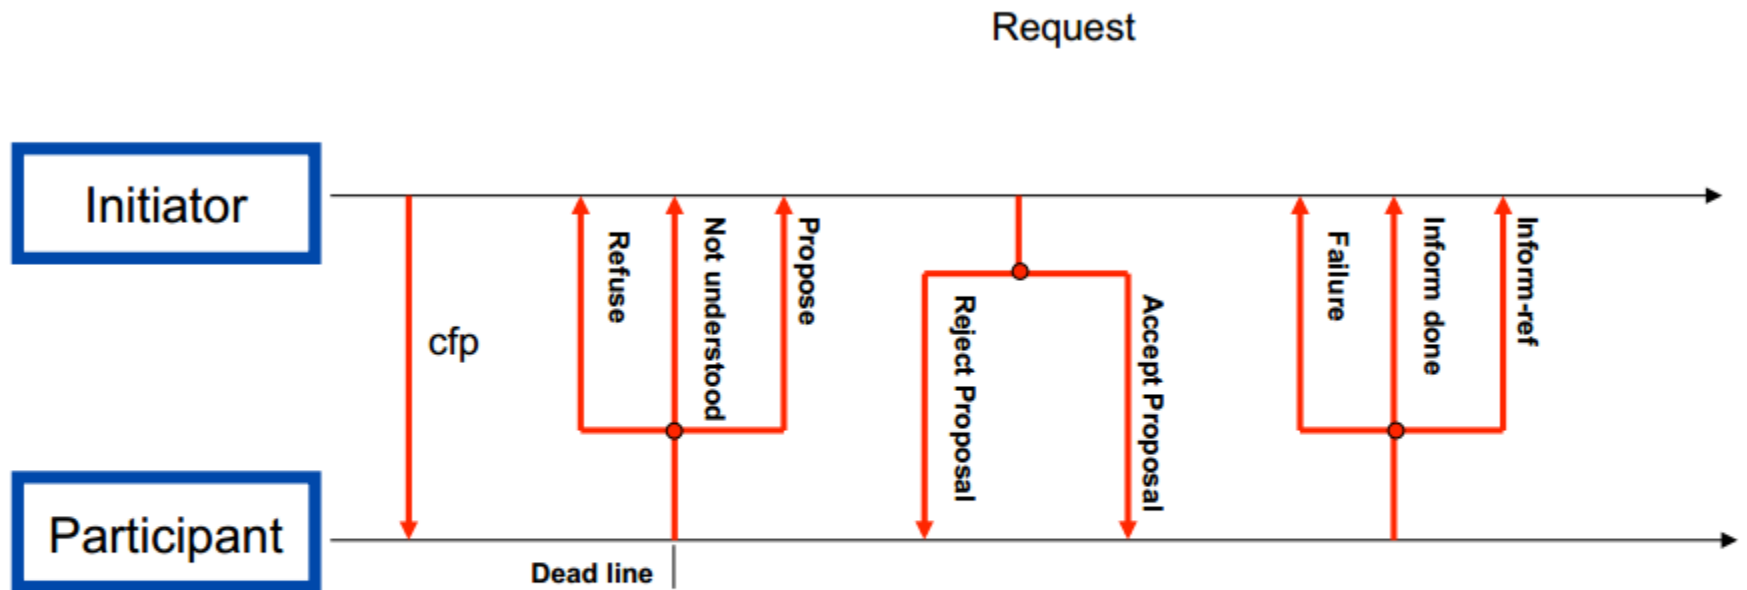 Request
Initiator
cfp
Refuse
Not understood
Propose
Reject Proposal
Accept Proposal
Failure
Inform done
Inform-ref
Participant
Dead line